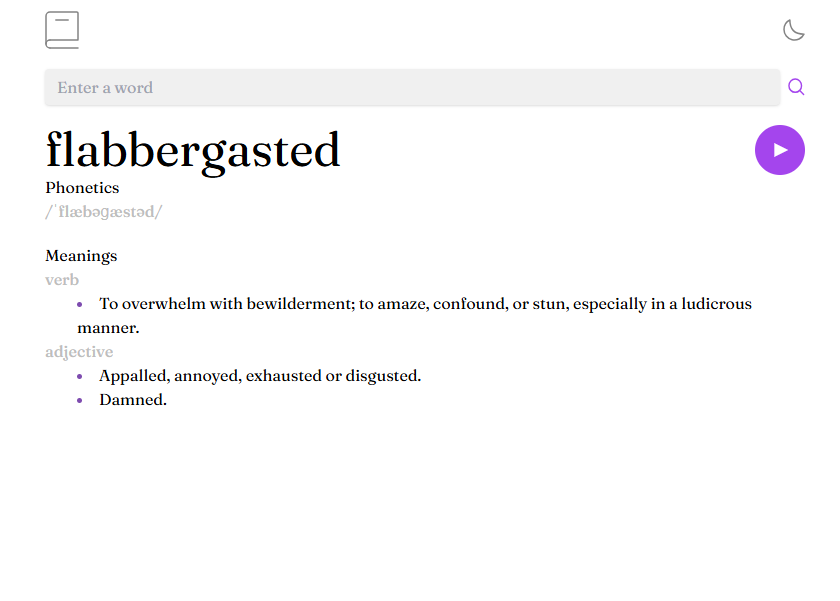 Enter a word
flabbergasted
Phonetics
/ˈflæbəɡæstəd/
Meanings
verb
• To overwhelm with bewilderment; to amaze, confound, or stun, especially in a ludicrous
manner.
adjective
• Appalled, annoyed, exhausted or disgusted.
• Damned.